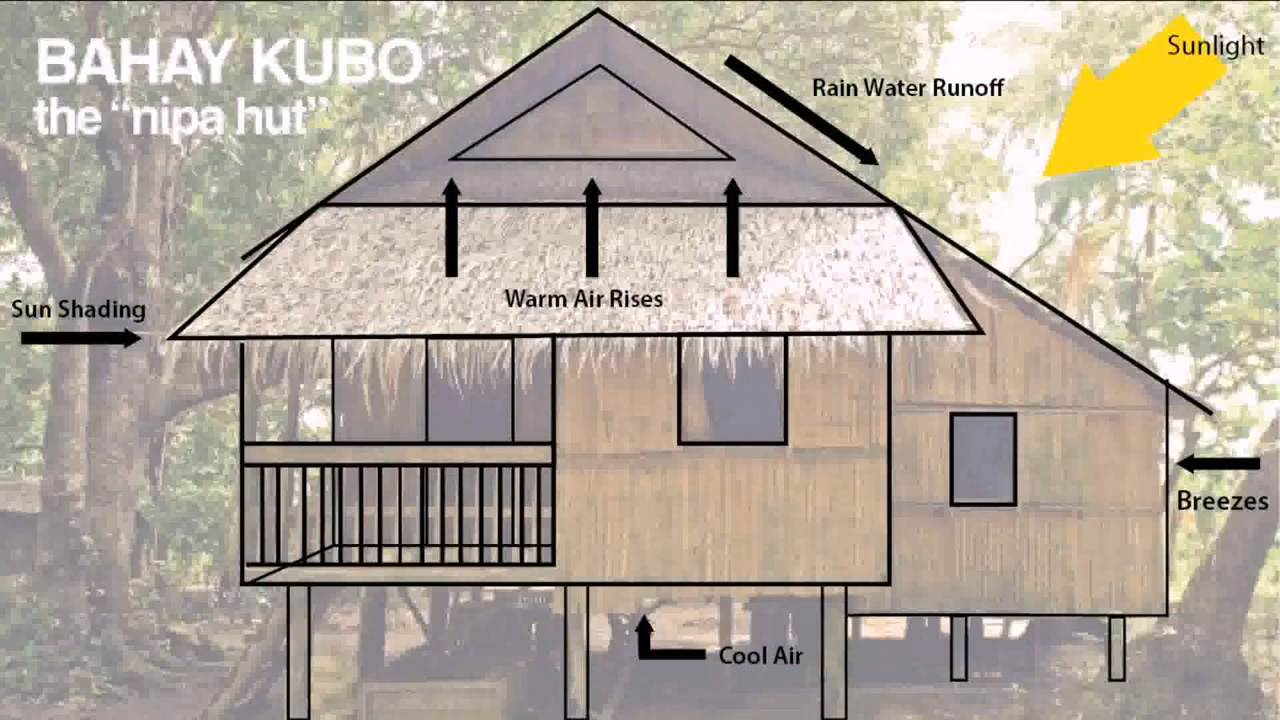 BAHAY KUBO
the “nipa hut”
Sunlight
Rain Water Runoff
Warm Air Rises
Sun Shading
Breezes
Cool Air